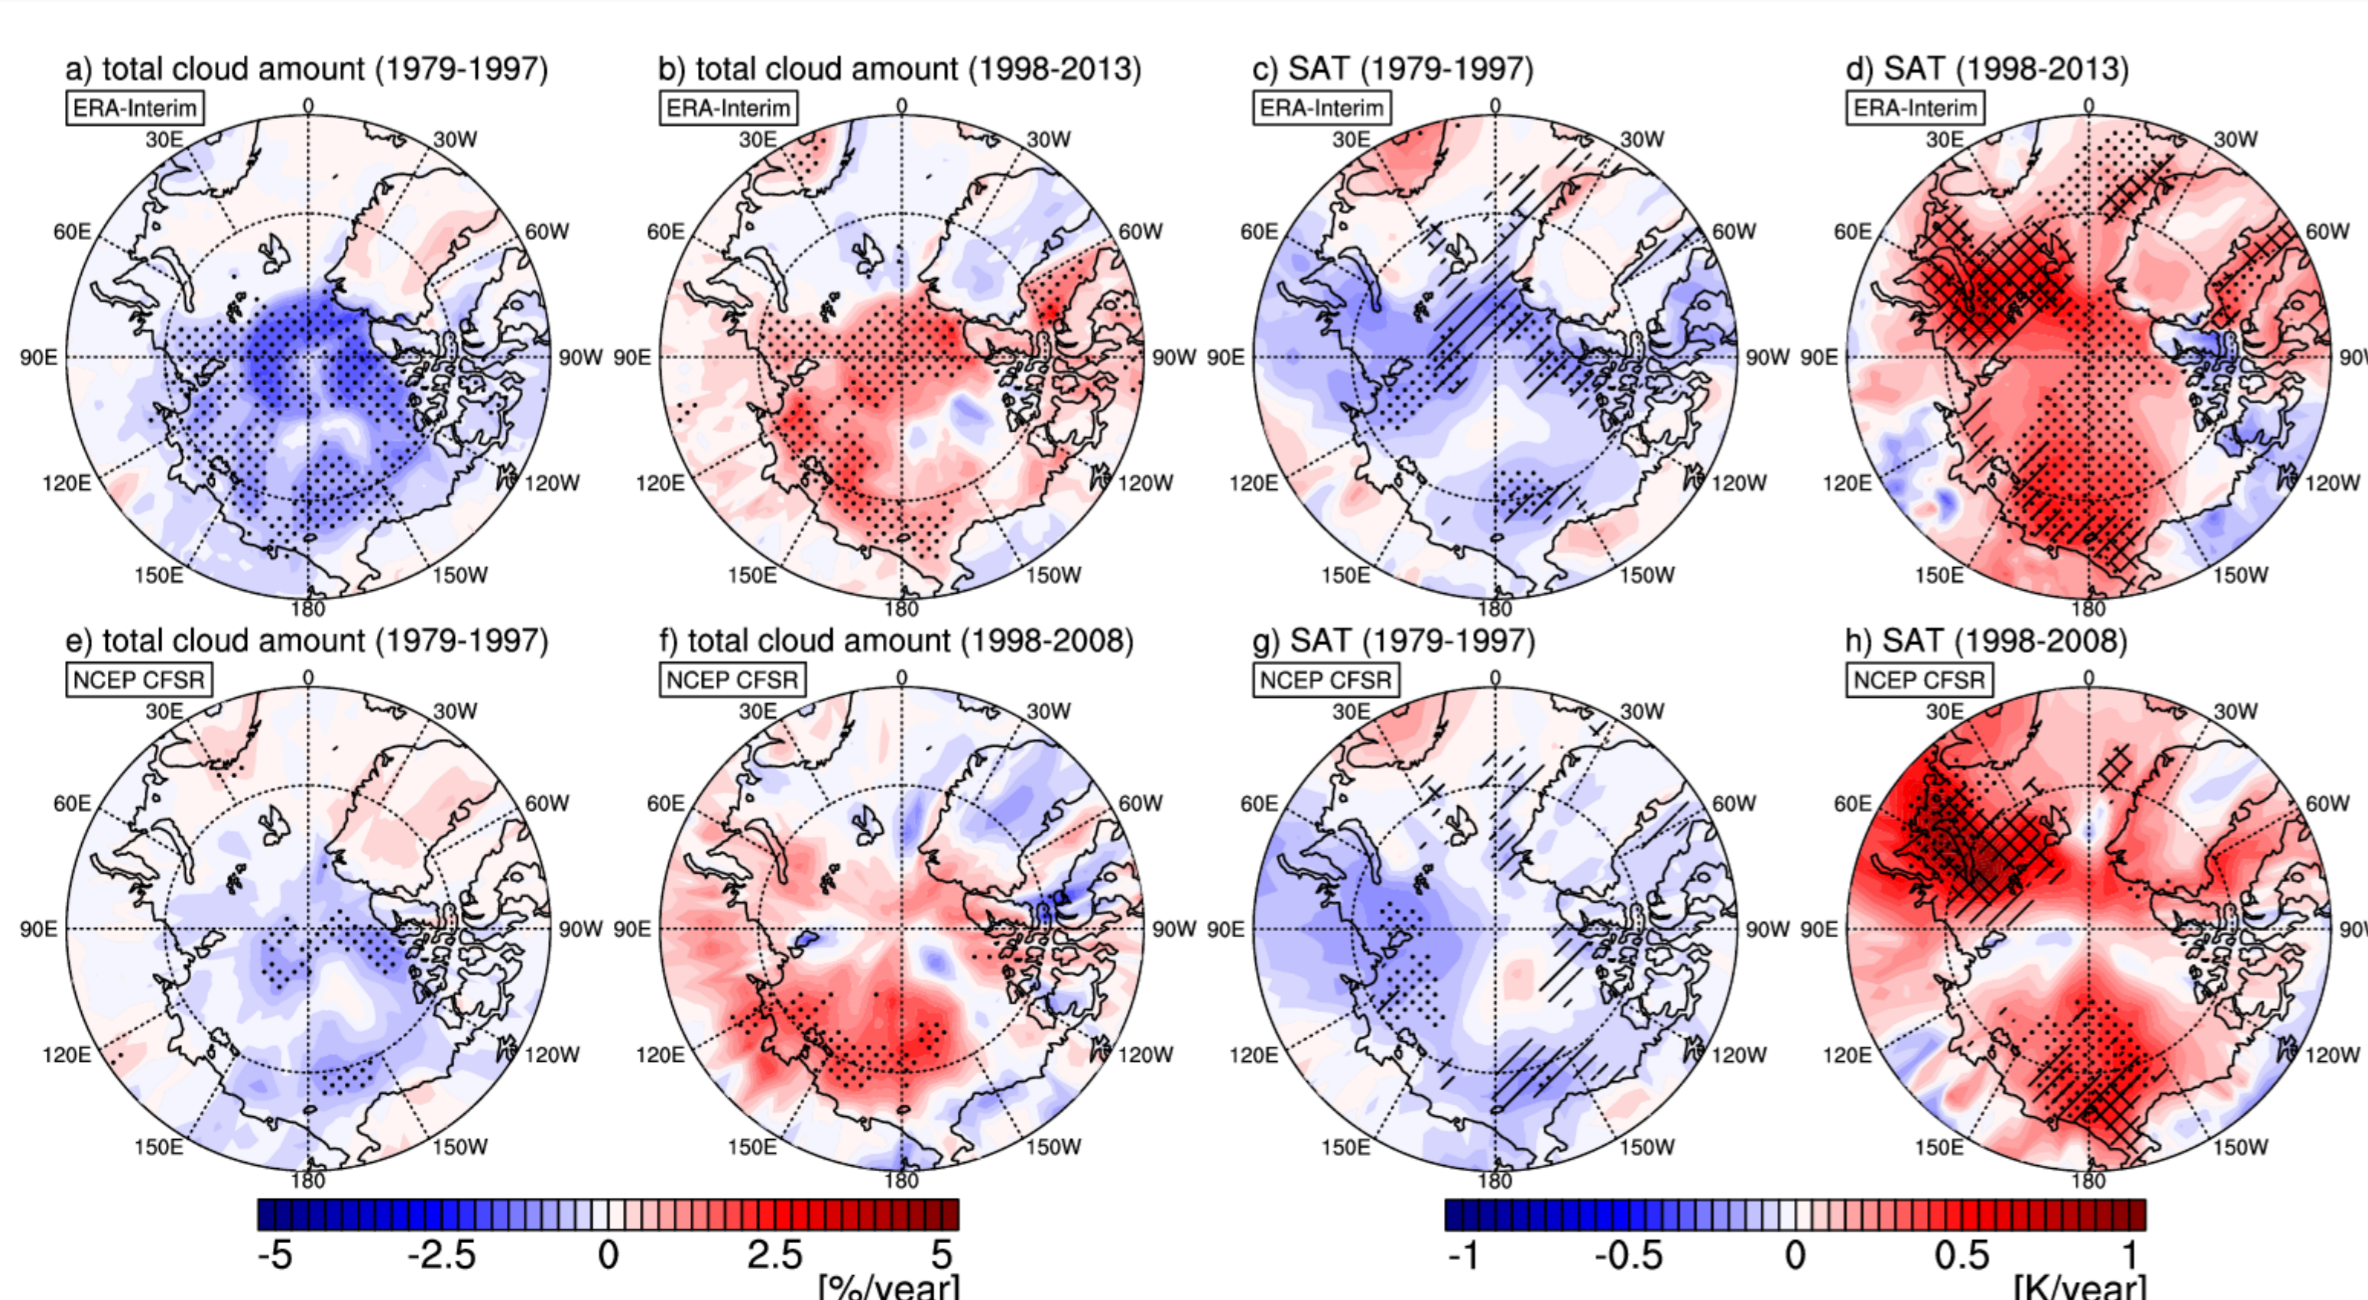 a) total cloud amount (1979-1997)
ERA-Interim
0
30E
30W
60E
60W
90E
90W
120E
120W
150E
150W
180
b) total cloud amount (1998-2013)
ERA-Interim
0
30E
30W
60E
60W
90E
90W
120E
120W
150E
150W
180
c) SAT (1979-1997)
ERA-Interim
0
30E
30W
60E
60W
90E
90W
120E
120W
150E
150W
180
d) SAT (1998-2013)
ERA-Interim
0
30E
30W
60E
60W
90E
90W
120E
120W
150E
150W
180
e) total cloud amount (1979-1997)
NCEP CFSR
0
30E
30W
60E
60W
90E
90W
120E
120W
150E
150W
180
f) total cloud amount (1998-2008)
NCEP CFSR
0
30E
30W
60E
60W
90E
90W
120E
120W
150E
150W
180
g) SAT (1979-1997)
NCEP CFSR
0
30E
30W
60E
60W
90E
90W
120E
120W
150E
150W
180
h) SAT (1998-2008)
NCEP CFSR
0
30E
30W
60E
60W
90E
90W
120E
120W
150E
150W
180
-5 -2.5 0 2.5 5
[%/year]
-1 -0.5 0 0.5 1
[K/year]